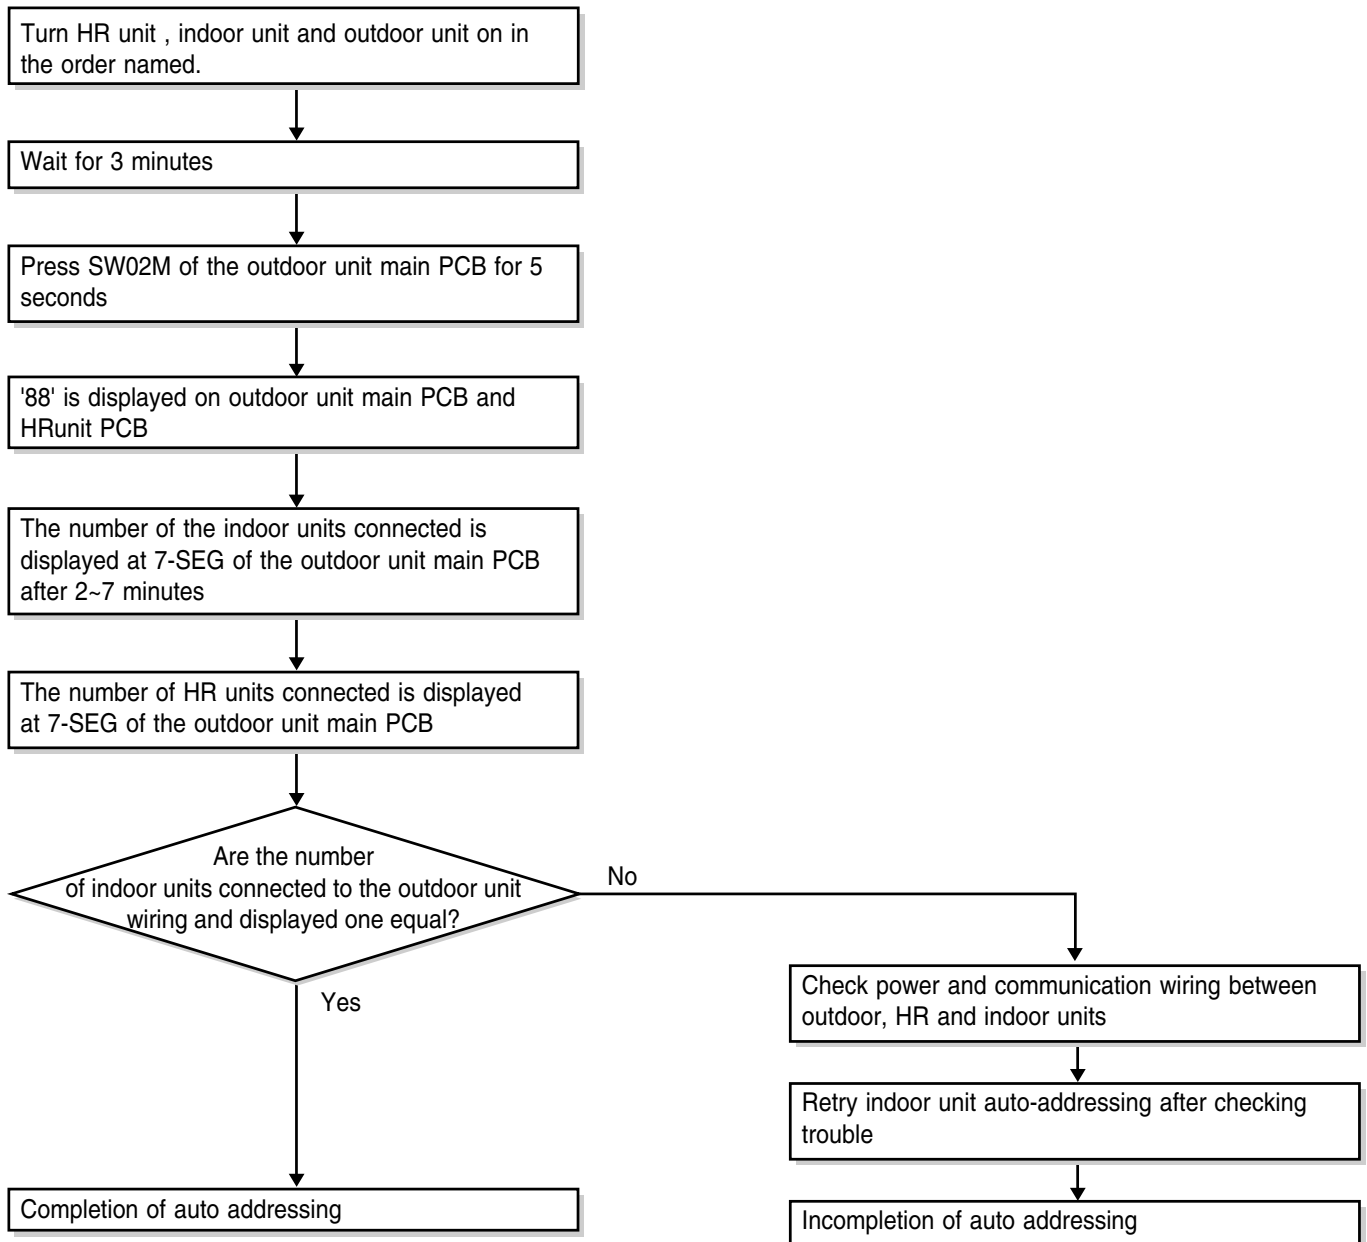 Turn HR unit , indoor unit and outdoor unit on in
the order named.
Wait for 3 minutes
Press SW02M of the outdoor unit main PCB for 5
seconds
'88' is displayed on outdoor unit main PCB and
HRunit PCB
The number of the indoor units connected is
displayed at 7-SEG of the outdoor unit main PCB
after 2~7 minutes
The number of HR units connected is displayed
at 7-SEG of the outdoor unit main PCB
Are the number
of indoor units connected to the outdoor unit
wiring and displayed one equal?
No
Yes
Check power and communication wiring between
outdoor, HR and indoor units
Retry indoor unit auto-addressing after checking
trouble
Completion of auto addressing
Incompletion of auto addressing